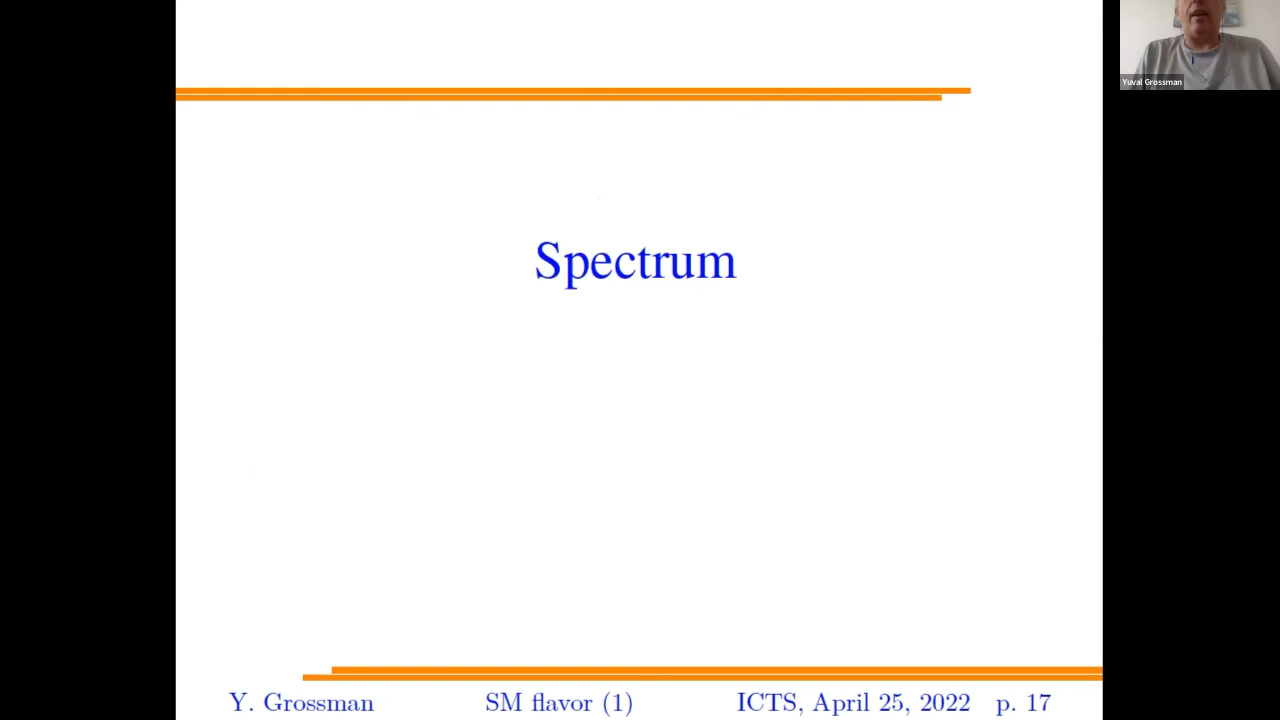 Yuval Grossman
Spectrum
Y. Grossman SM flavor (1) ICTS, April 25, 2022 p. 17